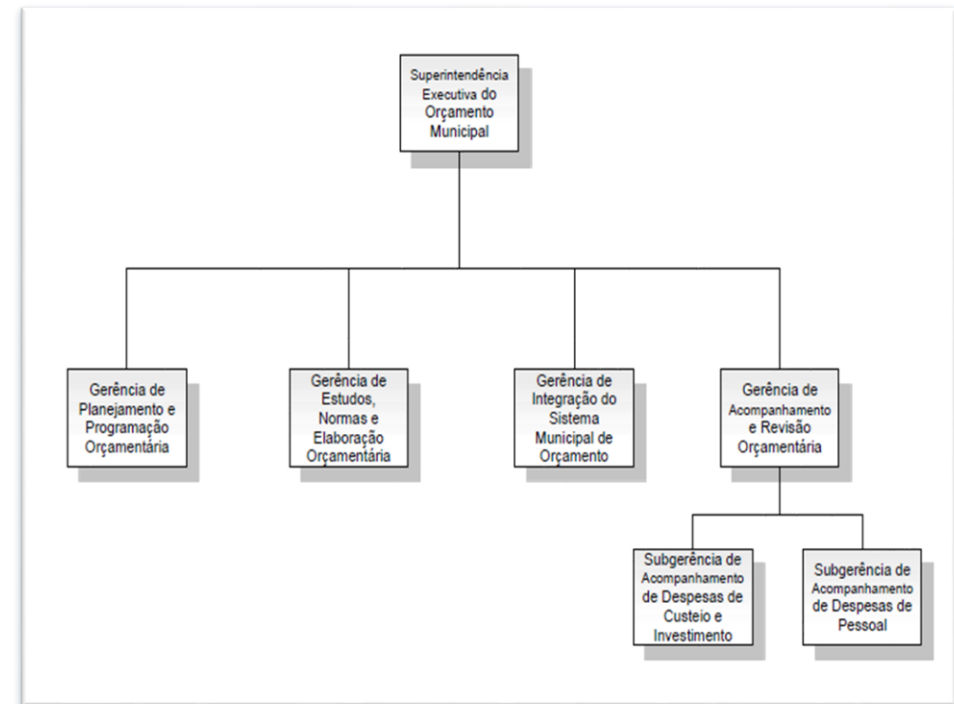 Superintendência
Executiva do
Orçamento
Municipal
Gerência de
Planejamento e
Programação
Orçamentária
Gerência de
Estudos,
Normas e
Elaboração
Orçamentária
Gerência de
Integração do
Sistema
Municipal de
Orçamento
Gerência de
Acompanhamento
e Revisão
Orçamentária
Subgerência de
Acompanhamento
de Despesas de
Custeio e
Investimento
Subgerência de
Acompanhamento
de Despesas de
Pessoal